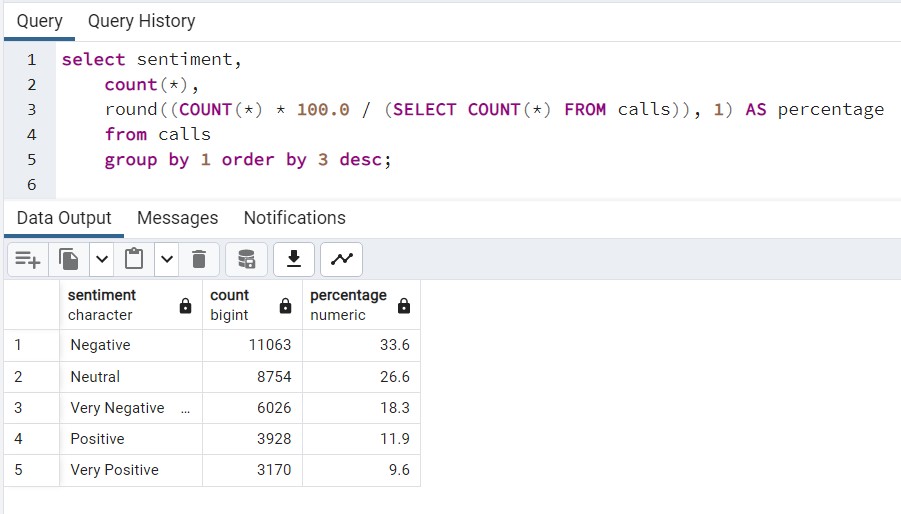 Query Query History
1 select sentiment,
2 count(*),
3 round((COUNT(*) * 100.0 / (SELECT COUNT(*) FROM calls)), 1) AS percentage
4 from calls
5 group by 1 order by 3 desc;
6
Data Output Messages Notifications
sentiment count percentage
character bigint numeric
1 Negative 11063 33.6
2 Neutral 8754 26.6
3 Very Negative ... 6026 18.3
4 Positive 3928 11.9
5 Very Positive 3170 9.6